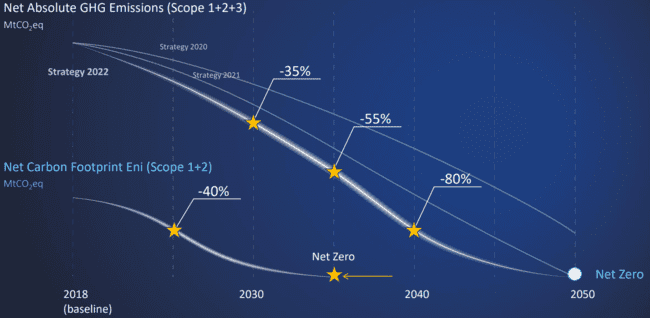 Net Absolute GHG Emissions (Scope 1+2+3)
MtCO₂eq
Strategy 2020
Strategy 2021
Strategy 2022
-35%
-55%
Net Carbon Footprint Eni (Scope 1+2)
MtCO₂eq
-40%
-80%
Net Zero
Net Zero
2018
(baseline)
2030
2040
2050